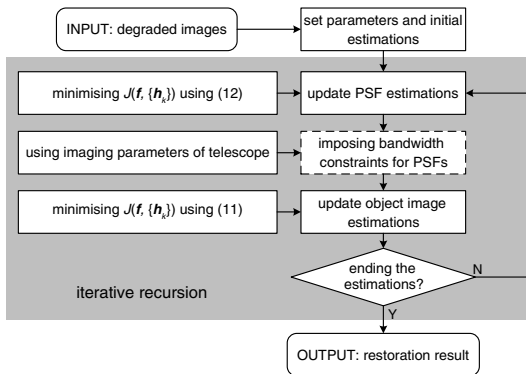 INPUT: degraded images
set parameters and initial
estimations
minimising J(f, {hk}) using (12)
update PSF estimations
using imaging parameters of telescope
imposing bandwidth
constraints for PSFs
minimising J(f, {hk}) using (11)
update object image
estimations
ending the
estimations?
N
iterative recursion
Y
OUTPUT: restoration result